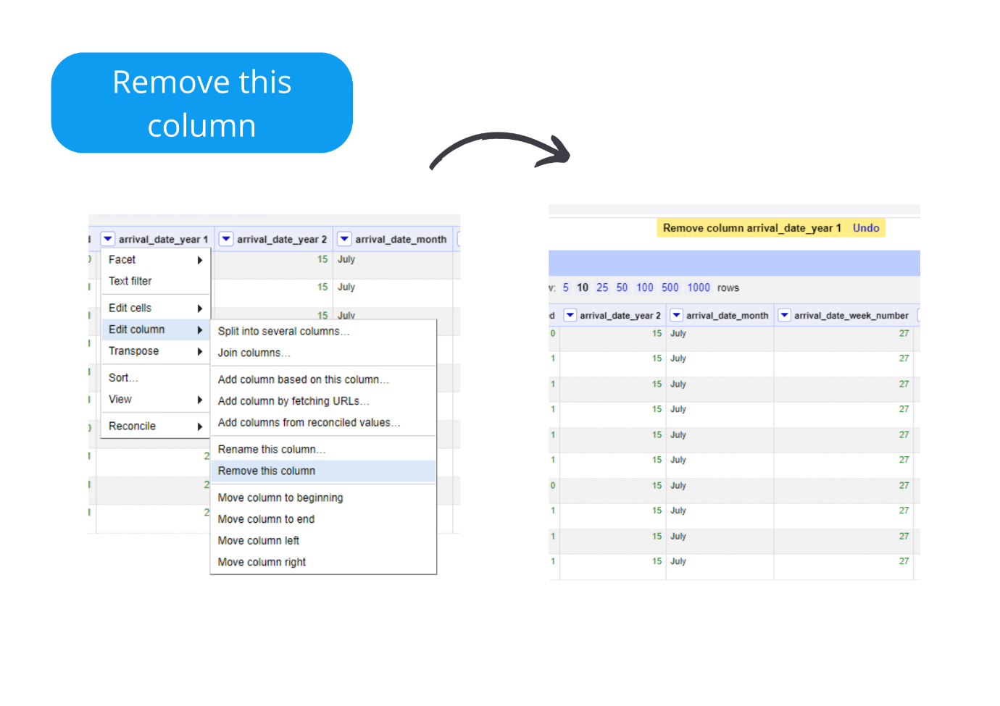 Remove this
column
arrival_date_year 1 arrival_date_year 2 arrival_date_month
Facet 15 July
Text filter
15 July
Edit cells 15 July
Edit column
Split into several columns...
Transpose
Join columns...
Sort...
Add column based on this column...
View
Add column by fetching URLs...
Reconcile
Add columns from reconciled values...
Rename this column...
2
Remove this column
2
Move column to beginning
2
Move column to end
Move column left
Move column right
Remove column arrival_date_year 1 Undo
5 10 25 50 100 500 1000 rows
d arrival_date_year 2 arrival_date_month arrival_date_week_number
0 15 July 27
1 15 July 27
1 15 July 27
1 15 July 27
1 15 July 27
1 15 July 27
0 15 July 27
1 15 July 27
1 15 July 27
1 15 July 27